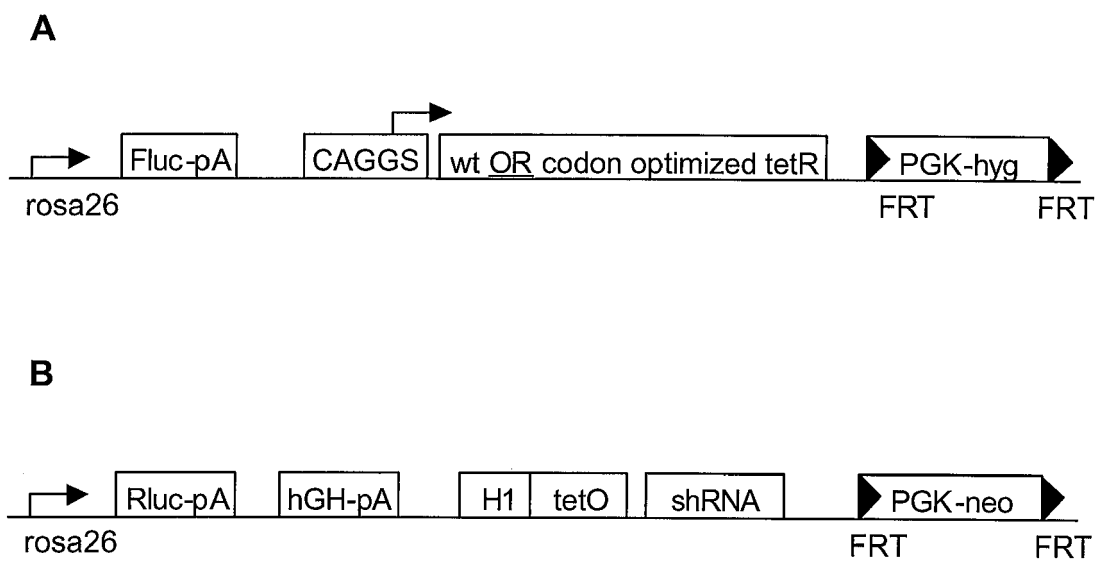 A
Fluc-pA
CAGGS
wt OR codon optimized tetR
PGK-hyg
rosa26
FRT
FRT
B
Rluc-pA
hGH-pA
H1
tetO
shRNA
PGK-neo
rosa26
FRT
FRT